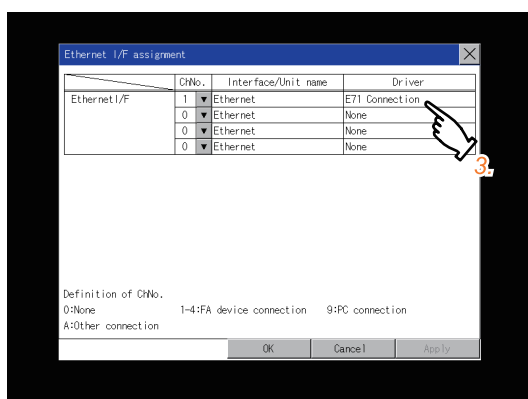 Ethernet I/F assignment
ChNo. Interface/Unit name Driver
EthernetI/F 1 ▼ Ethernet E71 Connection
0 ▼ Ethernet None
0 ▼ Ethernet None
0 ▼ Ethernet None
3.
Definition of ChNo.
0:None 1-4:FA device connection 9:PC connection
A:Other connection
OK Cancel Apply